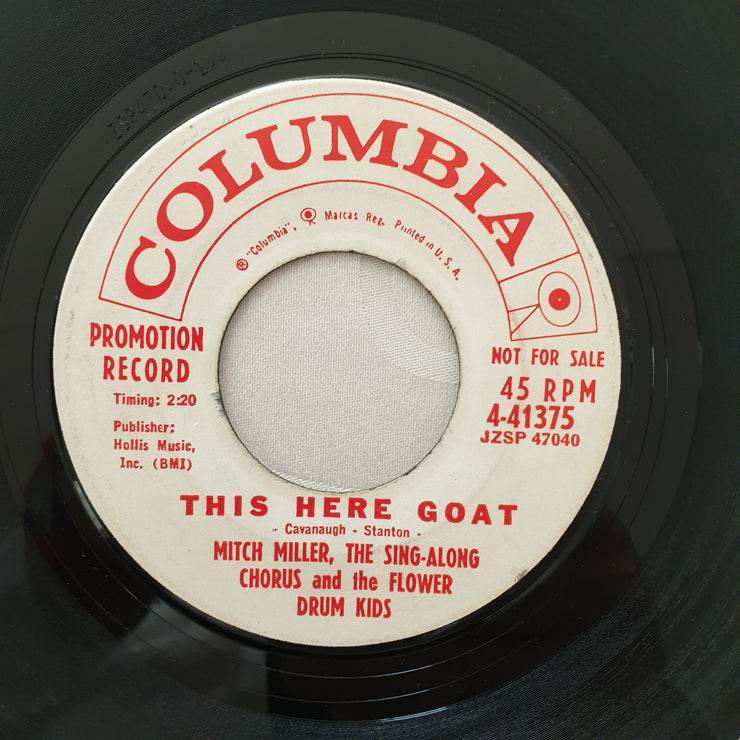 COLUMBIA
® "Columbia", Marcas Reg. Printed in U.S.A.
PROMOTION
RECORD
Timing: 2:20
Publisher:
Hollis Music,
Inc. (BMI)
NOT FOR SALE
45 RPM
4-41375
JZSP 47040
THIS HERE GOAT
- Cavanaugh - Stanton -
MITCH MILLER, THE SING-ALONG
CHORUS and the FLOWER
DRUM KIDS